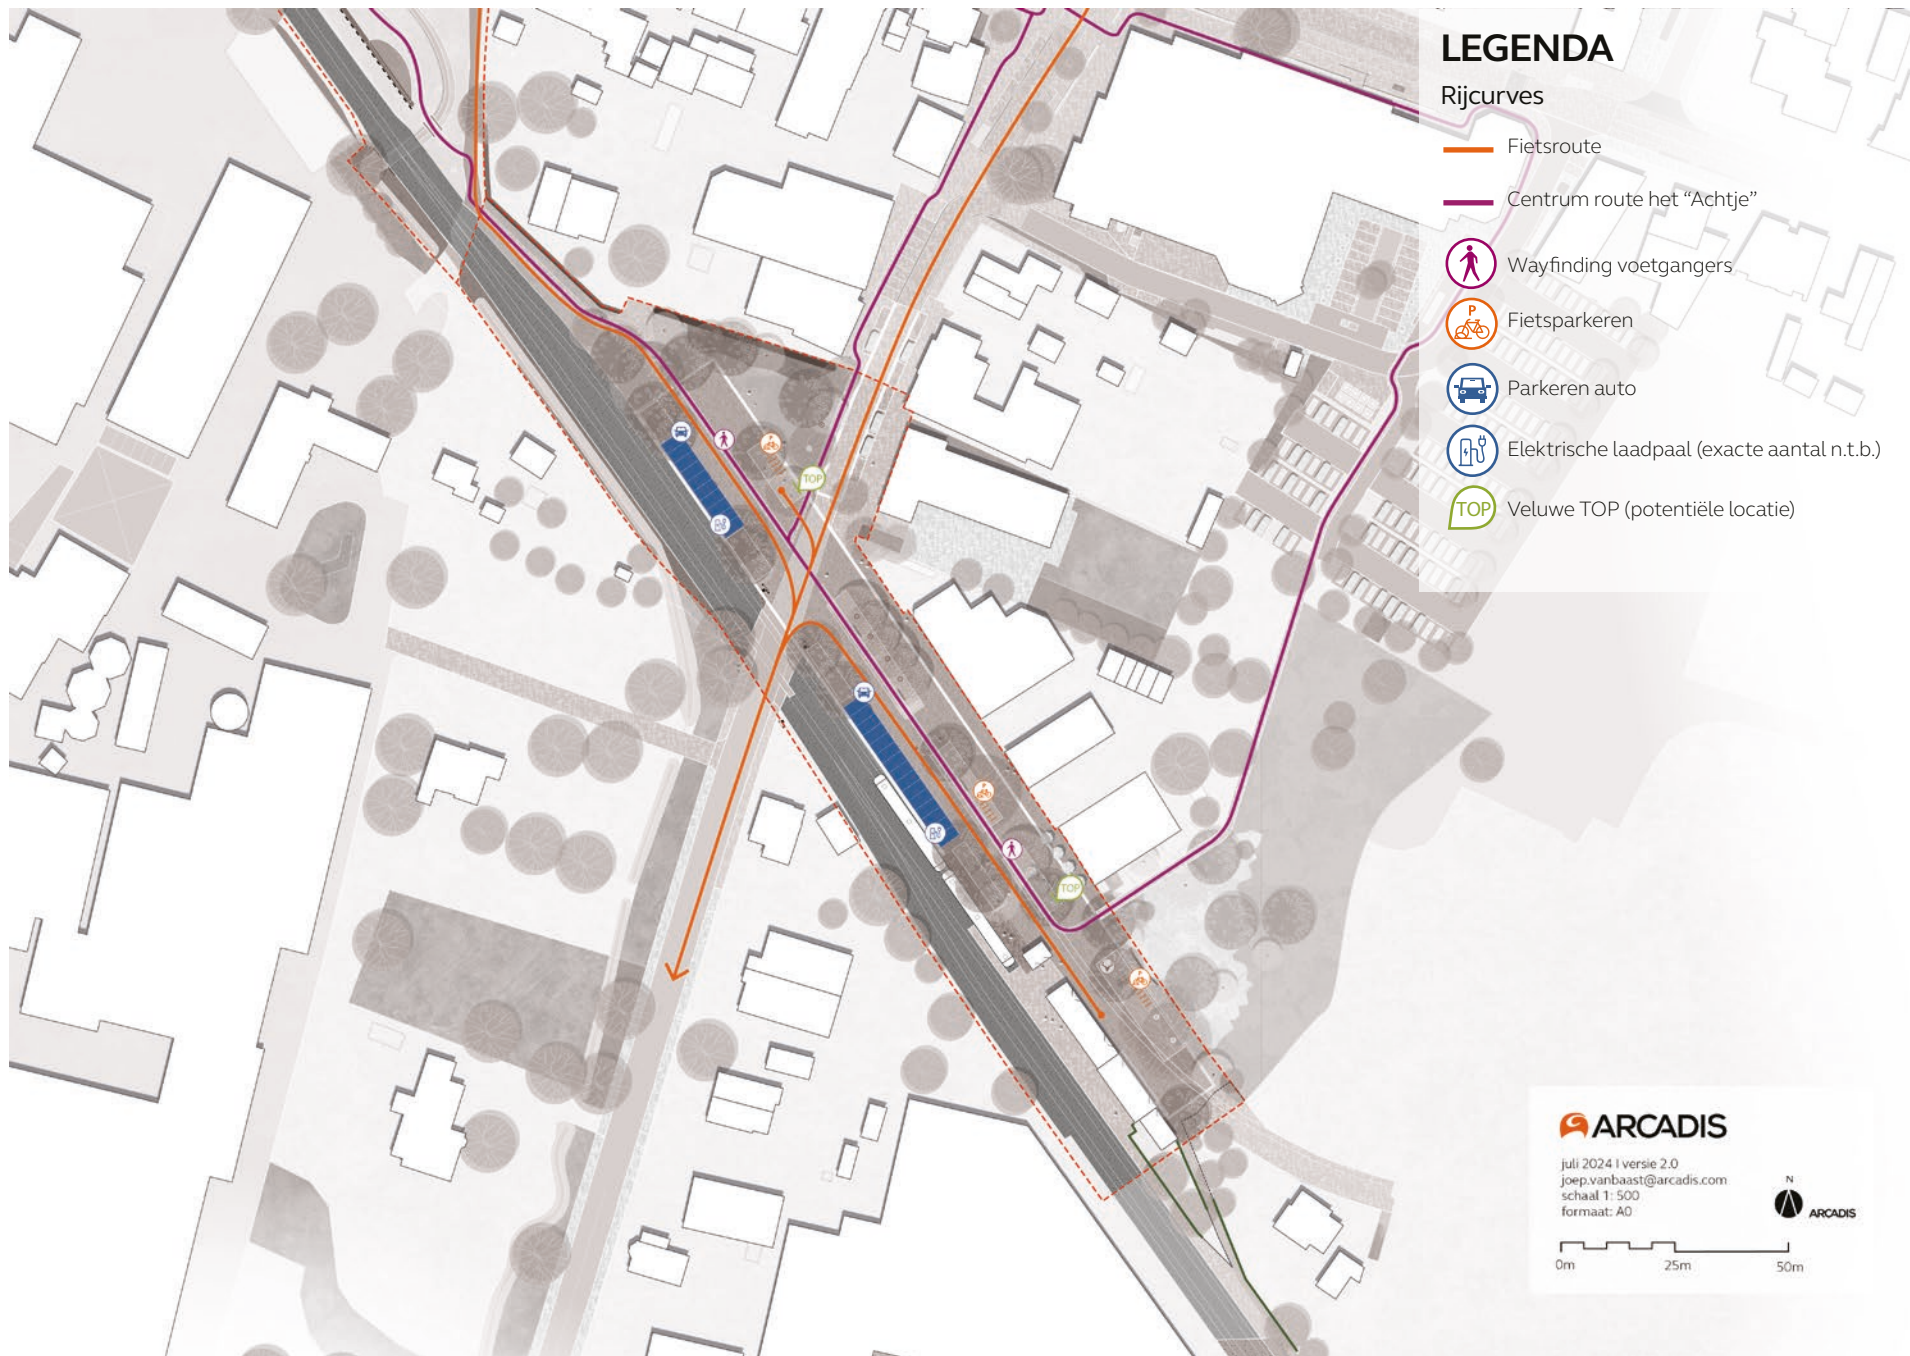 LEGENDA
Rijcurves
Fietsroute
Centrum route het “Achtje”
Wayfinding voetgangers
P
Fietsparkeren
Parkeren auto
Elektrische laadpaal (exacte aantal n.t.b.)
TOP
Veluwe TOP (potentiële locatie)
P
TOP
P
TOP
P
ARCADIS
juli 2024 I versie 2.0
joep.vanbaast@arcadis.com
schaal 1: 500
formaat: A0
N
ARCADIS
0m 25m 50m